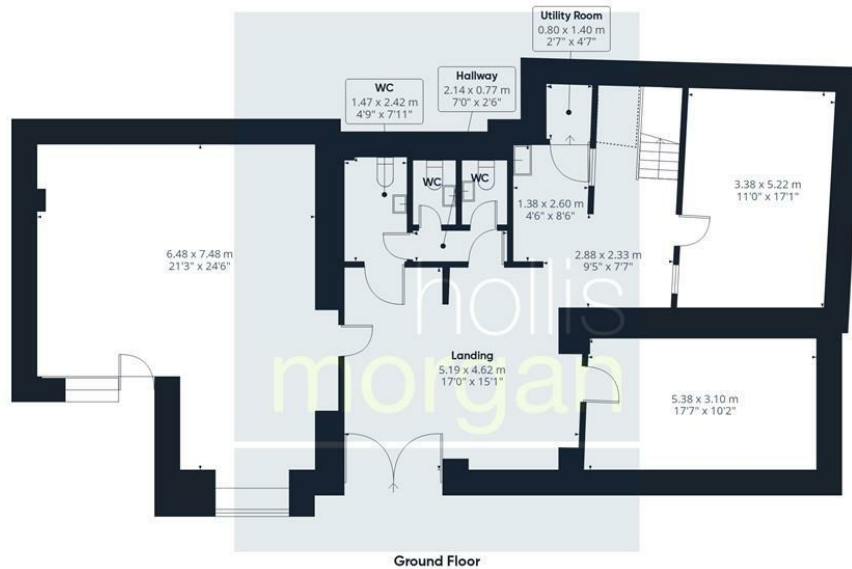 Utility Room
0.80 x 1.40 m
2'7" x 4'7"
WC
1.47 x 2.42 m
4'9" x 7'11"
Hallway
2.14 x 0.77 m
7'0" x 2'6"
WC
WC
1.38 x 2.60 m
4'6" x 8'6"
3.38 x 5.22 m
11'0" x 17'1"
6.48 x 7.48 m
21'3" x 24'6"
2.88 x 2.33 m
9'5" x 7'7"
hollis
morgan
Landing
5.19 x 4.62 m
17'0" x 15'1"
5.38 x 3.10 m
17'7" x 10'2"
Ground Floor